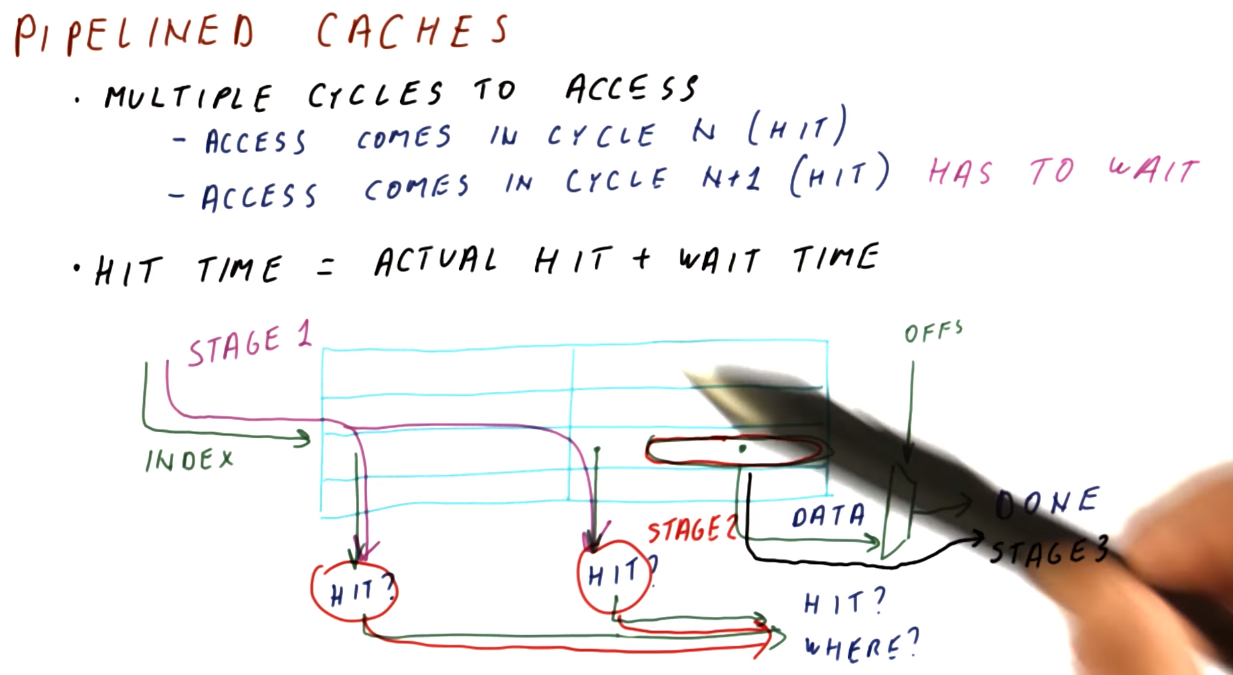 PIPELINED CACHES
· MULTIPLE CYCLES TO ACCESS
- ACCESS COMES IN CYCLE N (HIT)
- ACCESS COMES IN CYCLE N+1 (HIT) HAS TO WAIT
· HIT TIME = ACTUAL HIT + WAIT TIME
STAGE 1
OFFS
INDEX
STAGE 2
DATA
DONE
STAGE 3
HIT?
HIT?
HIT?
WHERE?